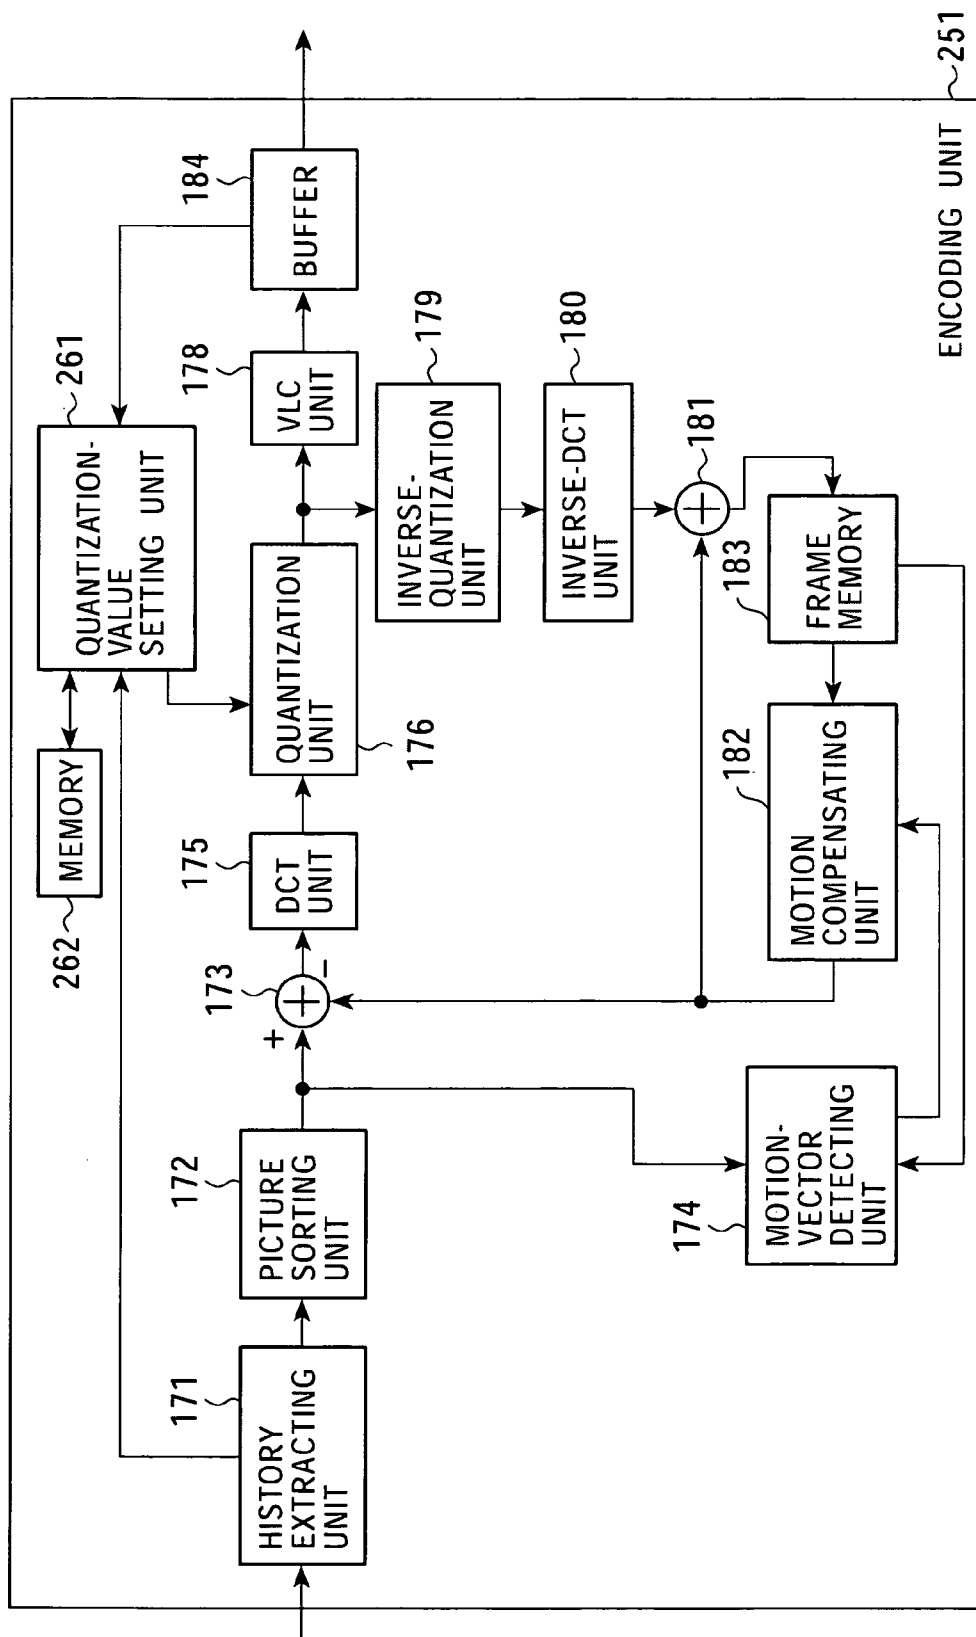 262
MEMORY
QUANTIZATION-
VALUE
SETTING UNIT
261
171
HISTORY
EXTRACTING
UNIT
172
PICTURE
SORTING
UNIT
+
173
+
−
175
DCT
UNIT
QUANTIZATION
UNIT
176
178
VLC
UNIT
184
BUFFER
INVERSE-
QUANTIZATION
UNIT
179
INVERSE-DCT
UNIT
180
+
181
174
MOTION-
VECTOR
DETECTING
UNIT
182
MOTION
COMPENSATING
UNIT
183
FRAME
MEMORY
ENCODING UNIT
251